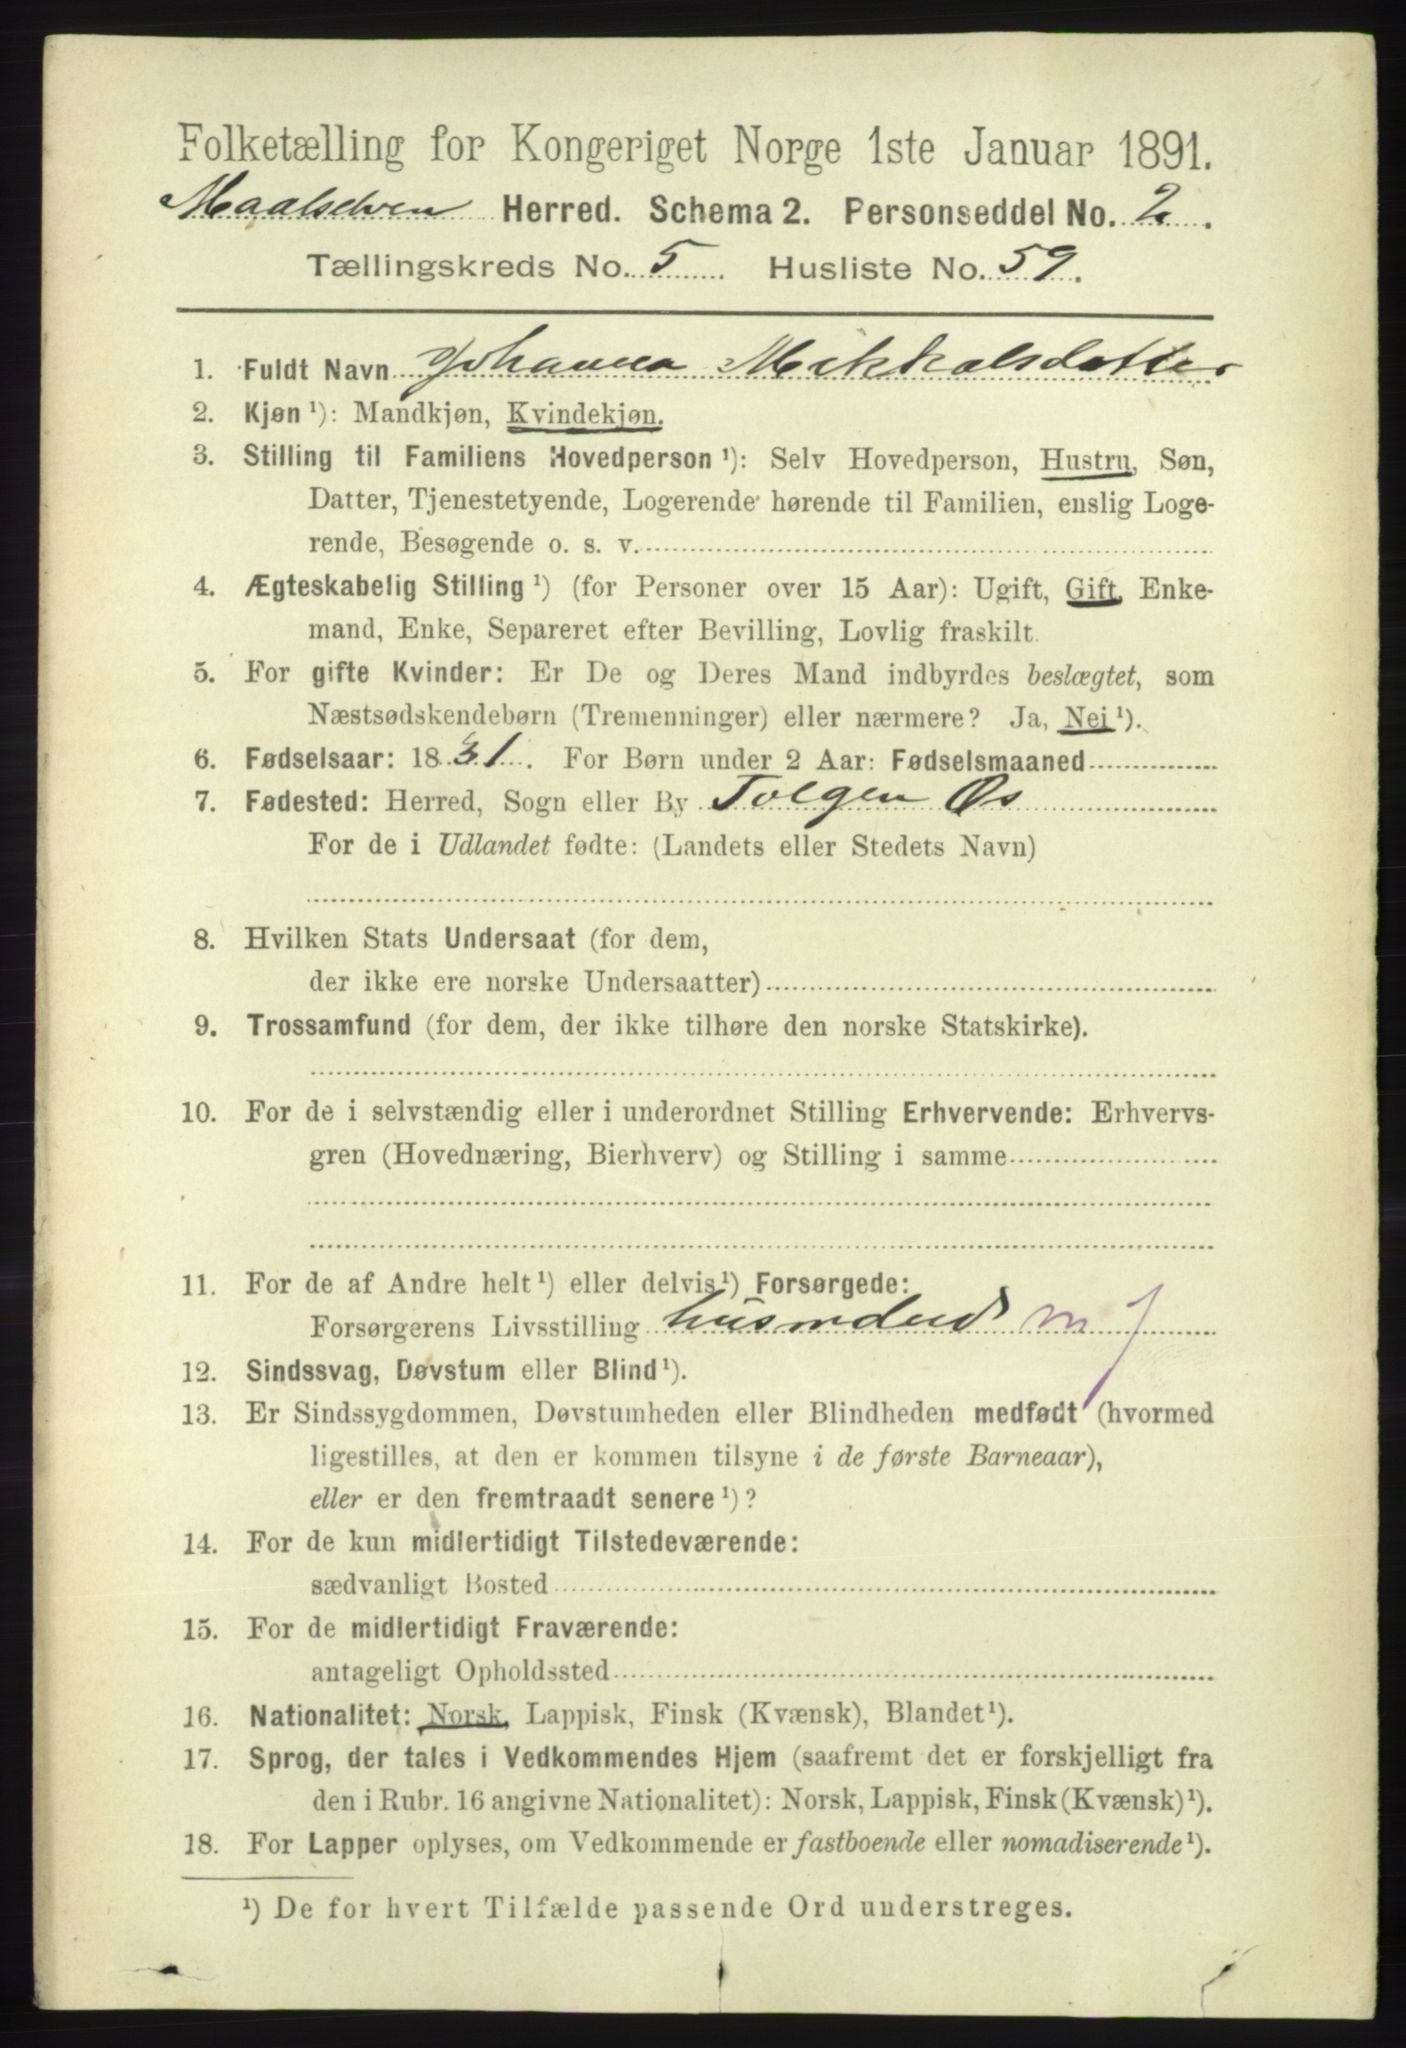 Folketælling for Kongeriget Norge 1ste Januar 1891.
Maalselven Herred. Schema 2. Personseddel No. 2.
Tællingskreds No. 5 Husliste No. 59.
1. Fuldt Navn Johanna Mikkalsdatter
2. Kjøn ¹): Mandkjøn, Kvindekjøn.
3. Stilling til Familiens Hovedperson ¹): Selv Hovedperson, Hustru, Søn,
Datter, Tjenestetyende, Logerende hørende til Familien, enslig Loge-
rende, Besøgende o. s. v.
4. Ægteskabelig Stilling ¹) (for Personer over 15 Aar): Ugift, Gift, Enke-
mand, Enke, Separeret efter Bevilling, Lovlig fraskilt.
5. For gifte Kvinder: Er De og Deres Mand indbyrdes beslægtet, som
Næstsødskendebørn (Tremenninger) eller nærmere? Ja, Nei ¹).
6. Fødselsaar: 1831. For Børn under 2 Aar: Fødselsmaaned
7. Fødested: Herred, Sogn eller By Tolgen Os
For de i Udlandet fødte: (Landets eller Stedets Navn)
8. Hvilken Stats Undersaat (for dem,
der ikke ere norske Undersaatter)
9. Trossamfund (for dem, der ikke tilhøre den norske Statskirke).
10. For de i selvstændig eller i underordnet Stilling Erhvervende: Erhvervs-
gren (Hovednæring, Bierhverv) og Stilling i samme
11. For de af Andre helt ¹) eller delvis ¹) Forsørgede:
Forsørgerens Livsstilling husmand m J
12. Sindssvag, Døvstum eller Blind ¹).
13. Er Sindssygdommen, Døvstumheden eller Blindheden medfødt (hvormed
ligestilles, at den er kommen tilsyne i de første Barneaar),
eller er den fremtraadt senere ¹)?
14. For de kun midlertidigt Tilstedeværende:
sædvanligt Bosted
15. For de midlertidigt Fraværende:
antageligt Opholdssted
16. Nationalitet: Norsk, Lappisk, Finsk (Kvænsk), Blandet ¹).
17. Sprog, der tales i Vedkommendes Hjem (saafremt det er forskjelligt fra
den i Rubr. 16 angivne Nationalitet): Norsk, Lappisk, Finsk (Kvænsk) ¹).
18. For Lapper oplyses, om Vedkommende er fastboende eller nomadiserende ¹).
¹) De for hvert Tilfælde passende Ord understreges.